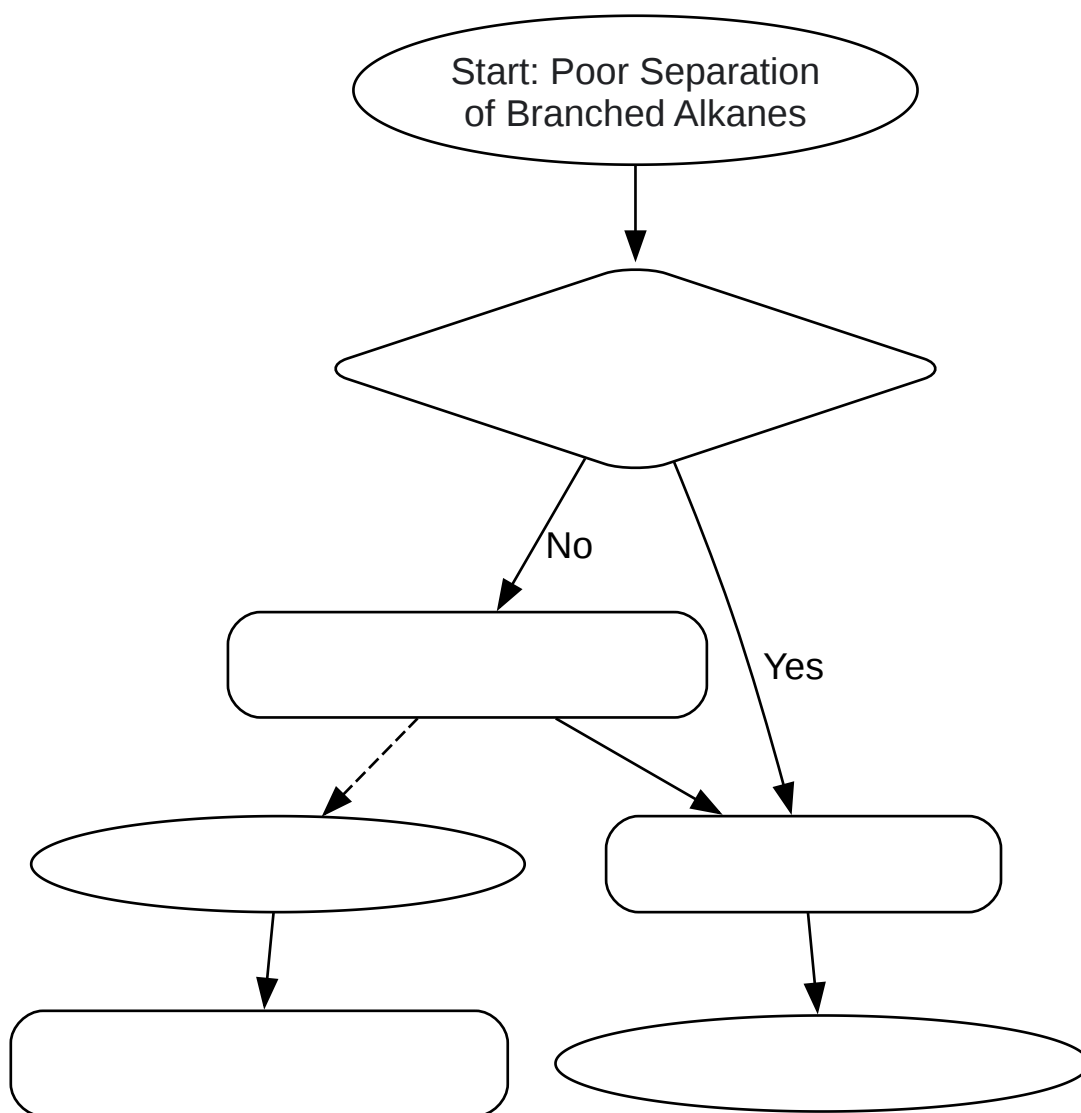 Start: Poor Separation
of Branched Alkanes
No
Yes